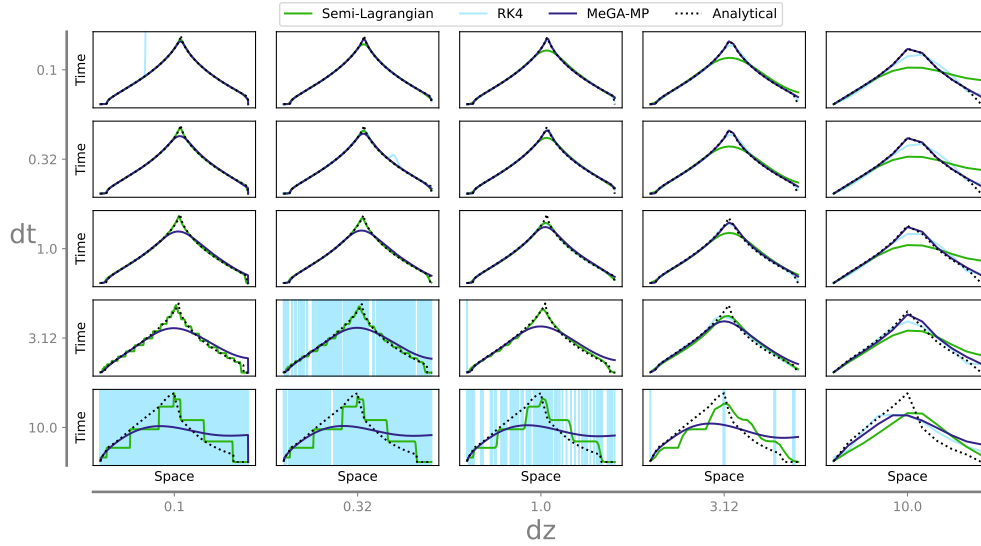 Semi-Lagrangian RK4 MeGA-MP Analytical
0.1 Time
0.32 Time
dt 1.0 Time
3.12 Time
10.0 Time
Space Space Space Space Space
0.1 0.32 1.0 3.12 10.0
dz